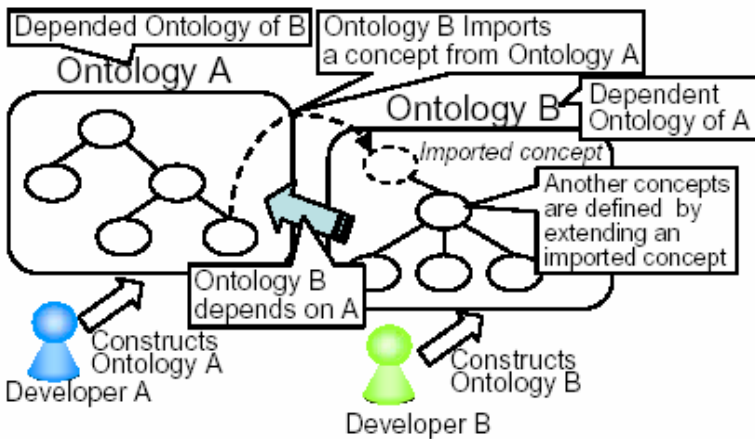 Depended Ontology of B
Ontology B Imports
a concept from Ontology A
Ontology A
Ontology B
Dependent
Ontology of A
Imported concept
Another concepts
are defined by
extending an
imported concept
Ontology B
depends on A
Constructs
Ontology A
Developer A
Constructs
Ontology B
Developer B